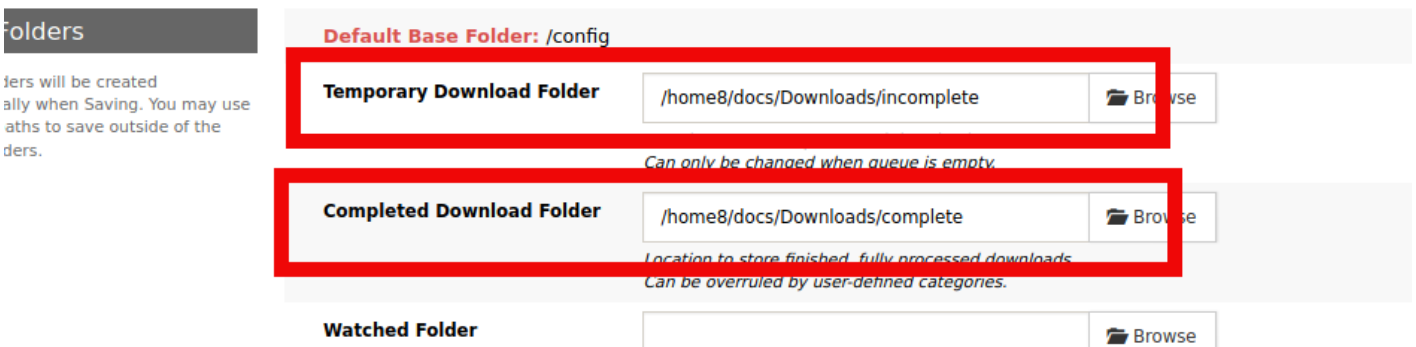 Folders
ders will be created
ally when Saving. You may use
aths to save outside of the
ders.
Default Base Folder: /config
Temporary Download Folder
/home8/docs/Downloads/incomplete
Browse
Can only be changed when queue is empty.
Completed Download Folder
/home8/docs/Downloads/complete
Browse
Location to store finished, fully processed downloads.
Can be overruled by user-defined categories.
Watched Folder
Browse